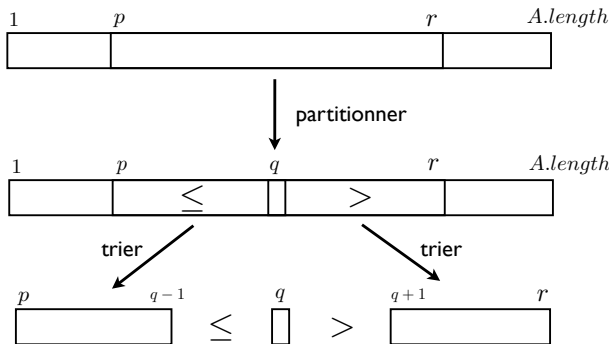 1 p r A.length
partitionner
1 p q r A.length
≤ >
trier trier
p q − 1 q q + 1 r
≤ >